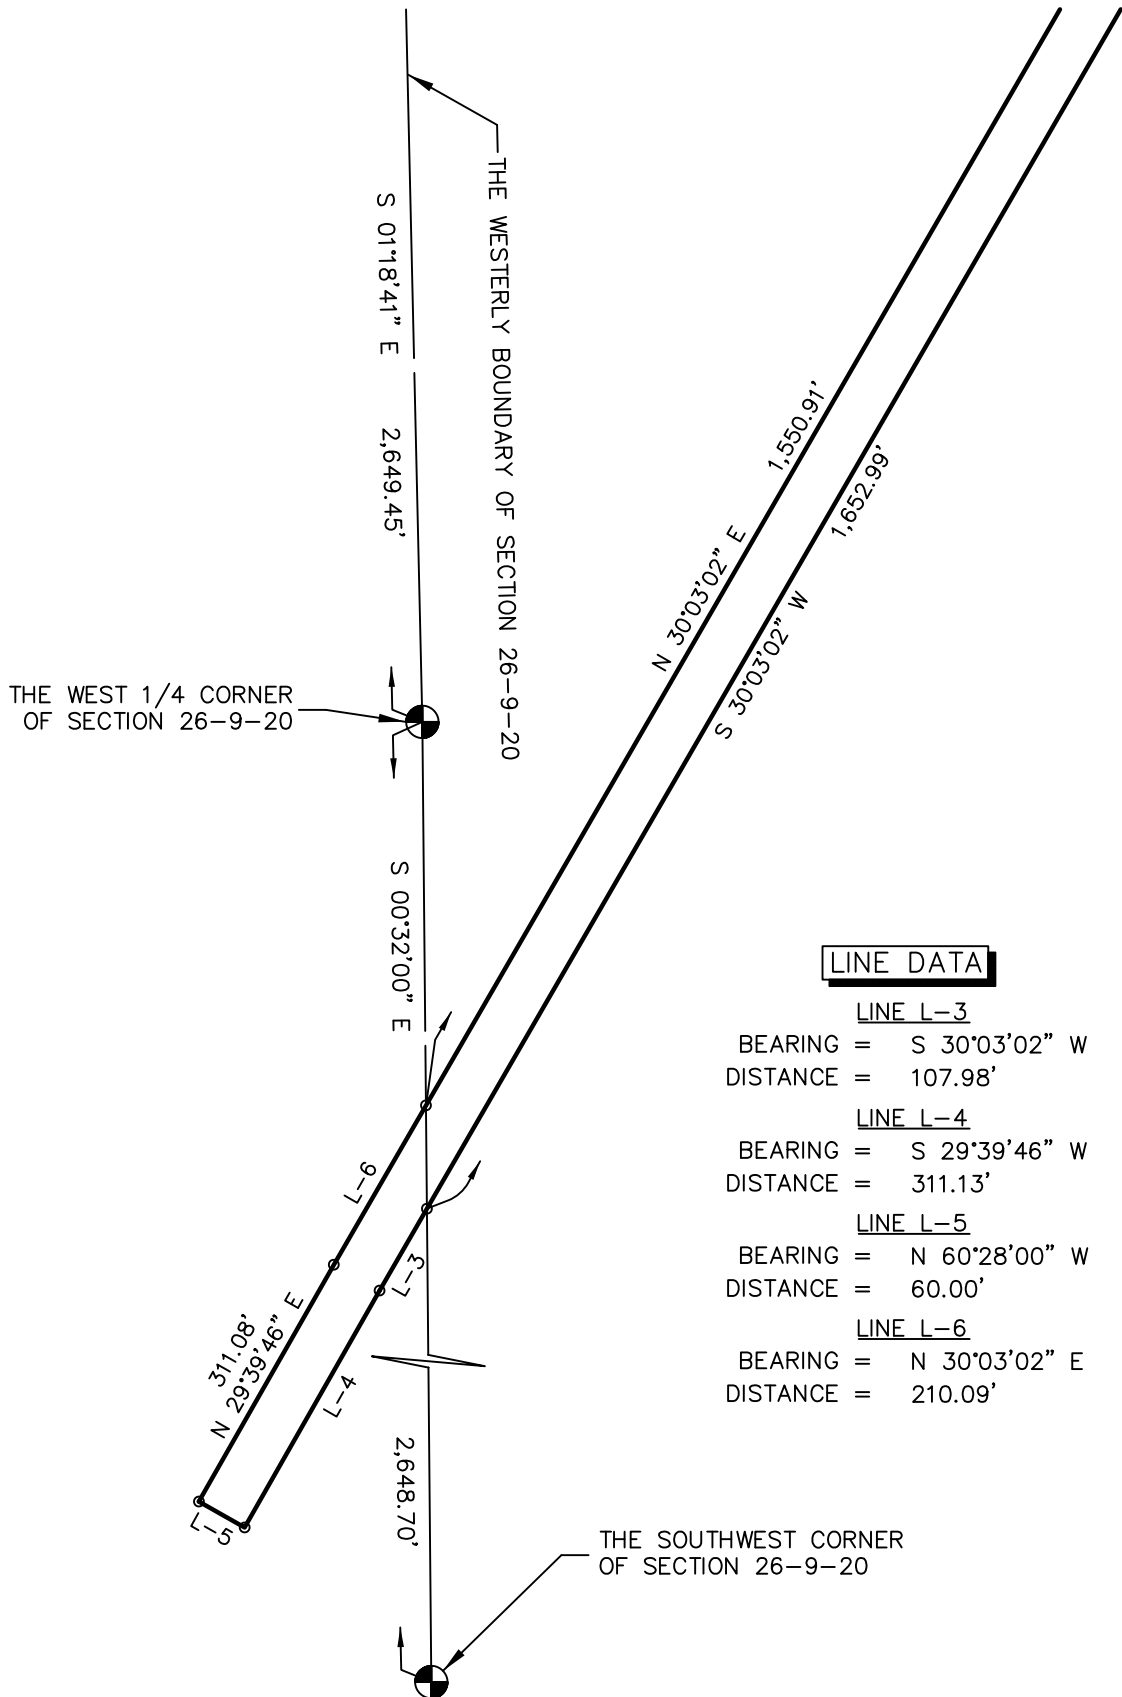 S 01°18'41" E
2,649.45'
THE WESTERLY BOUNDARY OF SECTION 26-9-20
1,550.91'
N 30°03'02" E
1,652.99'
S 30°03'02" W
THE WEST 1/4 CORNER
OF SECTION 26-9-20
S 00°32'00" E
LINE DATA
LINE L-3
BEARING = S 30°03'02" W
DISTANCE = 107.98'
LINE L-4
BEARING = S 29°39'46" W
DISTANCE = 311.13'
LINE L-5
BEARING = N 60°28'00" W
DISTANCE = 60.00'
LINE L-6
BEARING = N 30°03'02" E
DISTANCE = 210.09'
L-6
L-3
311.08'
N 29°39'46" E
L-4
L-5
2,648.70'
THE SOUTHWEST CORNER
OF SECTION 26-9-20